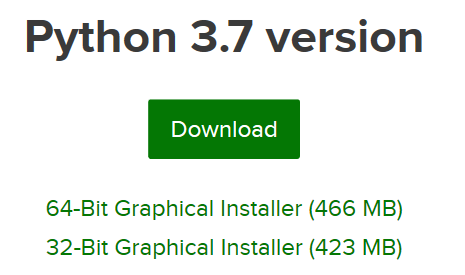 Python 3.7 version
Download
64-Bit Graphical Installer (466 MB)
32-Bit Graphical Installer (423 MB)